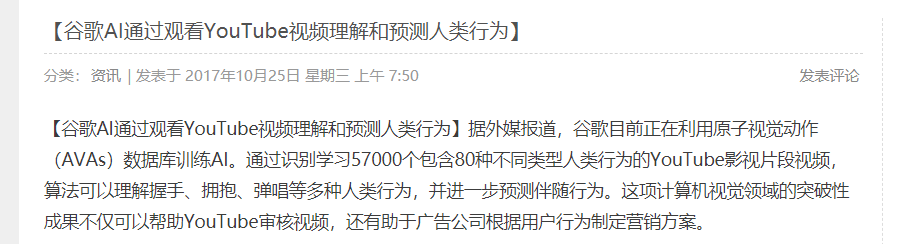 【谷歌AI通过观看YouTube视频理解和预测人类行为】
分类： 资讯 | 发表于 2017年10月25日 星期三 上午 7:50 发表评论
【谷歌AI通过观看YouTube视频理解和预测人类行为】据外媒报道，谷歌目前正在利用原子视觉动作
（AVAs）数据库训练AI。通过识别学习57000个包含80种不同类型人类行为的YouTube影视片段视频，
算法可以理解握手、拥抱、弹唱等多种人类行为，并进一步预测伴随行为。这项计算机视觉领域的突破性
成果不仅可以帮助YouTube审核视频，还有助于广告公司根据用户行为制定营销方案。